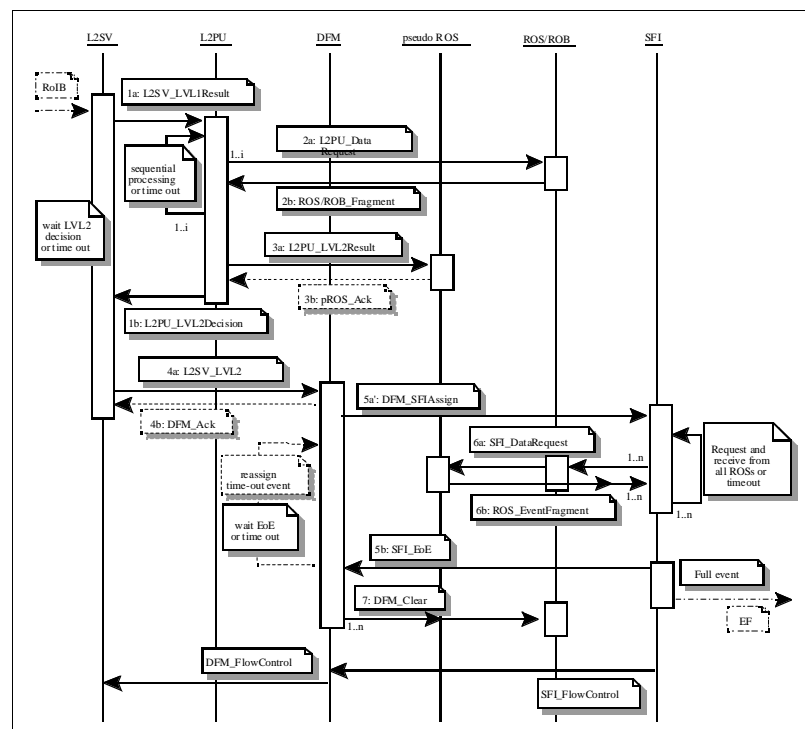 L2SV
L2PU
DFM
pseudo ROS
ROS/ROB
SFI
RoIB
1a: L2SV_LVL1Result
2a: L2PU_Data
Request
1..i
sequential
processing
or time out
2b: ROS/ROB_Fragment
wait LVL2
decision
or time out
1..i
3a: L2PU_LVL2Result
3b: pROS_Ack
1b: L2PU_LVL2Decision
4a: L2SV_LVL2
5a': DFM_SFIAssign
4b: DFM_Ack
6a: SFI_DataRequest
Request and
receive from
all ROSs or
timeout
1..n
reassign
time-out event
1..n
1..n
6b: ROS_EventFragment
wait EoE
or time out
5b: SFI_EoE
Full event
7: DFM_Clear
1..n
EF
DFM_FlowControl
SFI_FlowControl